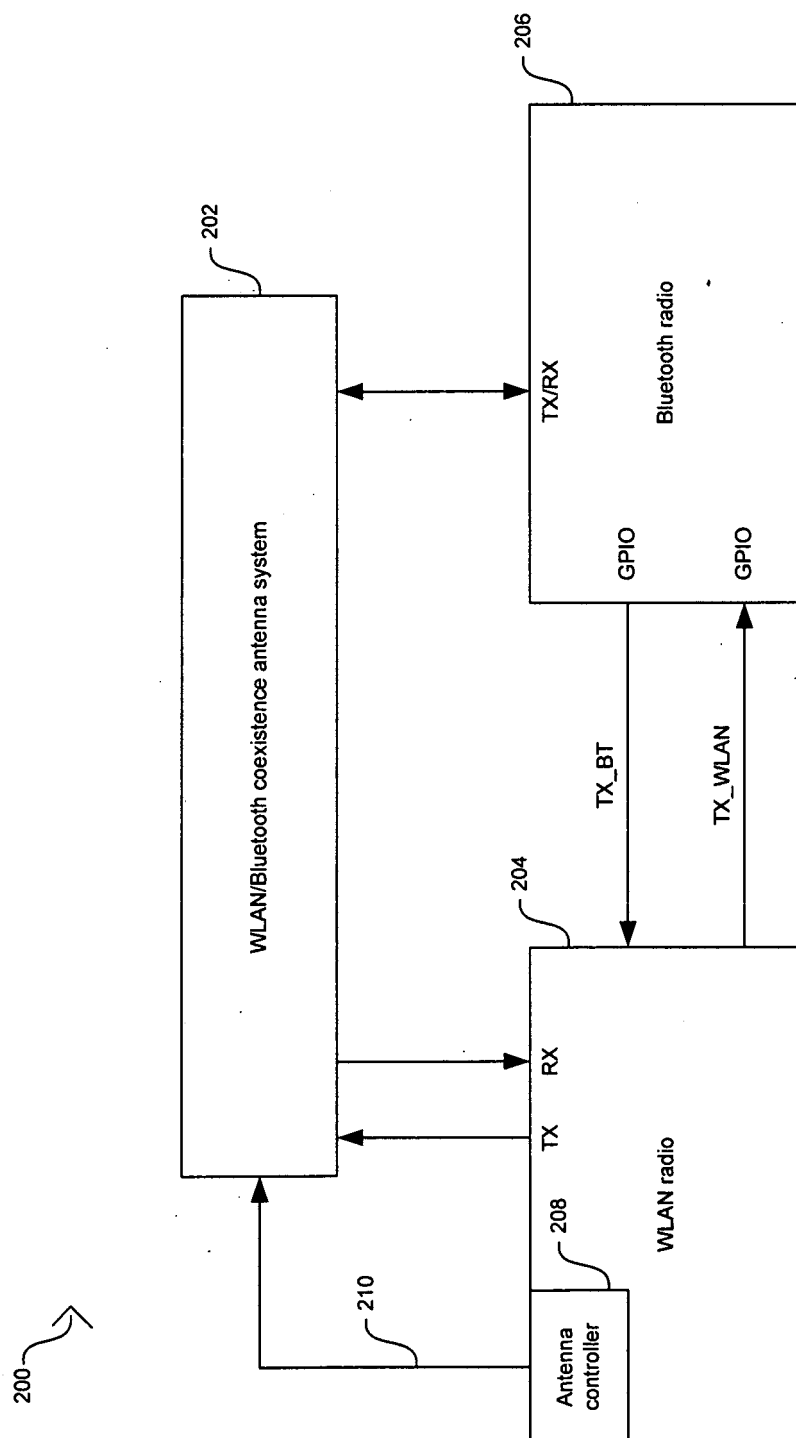 200
202
WLAN/Bluetooth coexistence antenna system
210
TX
RX
TX/RX
204
206
208
Antenna
controller
WLAN radio
TX_BT
TX_WLAN
GPIO
GPIO
Bluetooth radio